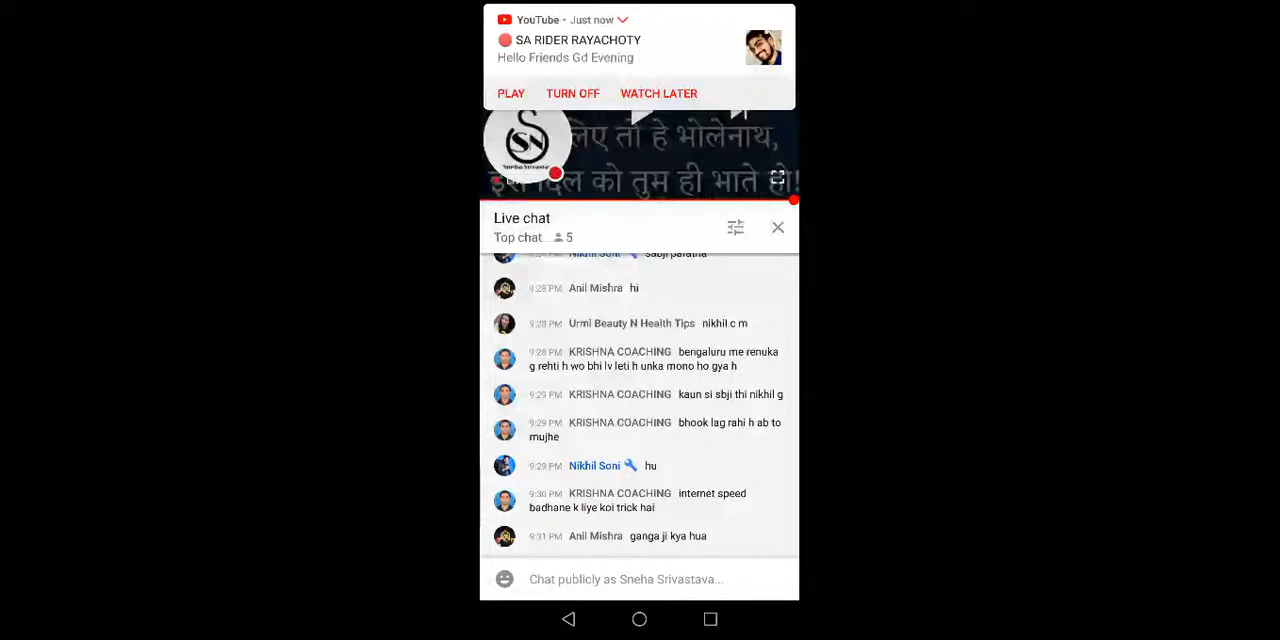 YouTube • Just now
SA RIDER RAYACHOTY
Hello Friends Gd Evening
PLAY TURN OFF WATCH LATER
SN
लिए तो हे भोलेनाथ,
दिल को तुम ही भाते हो!
Live chat
Top chat 5
Nikhil Soni sabji paratha
9:28 PM Anil Mishra hi
9:28 PM Urmi Beauty N Health Tips nikhil c m
9:28 PM KRISHNA COACHING bengaluru me renuka
g rehti h wo bhi lv leti h unka mono ho gya h
9:29 PM KRISHNA COACHING kaun si sbji thi nikhil g
9:29 PM KRISHNA COACHING bhook lag rahi h ab to
mujhe
9:29 PM Nikhil Soni hu
9:30 PM KRISHNA COACHING internet speed
badhane k liye koi trick hai
9:31 PM Anil Mishra ganga ji kya hua
Chat publicly as Sneha Srivastava...